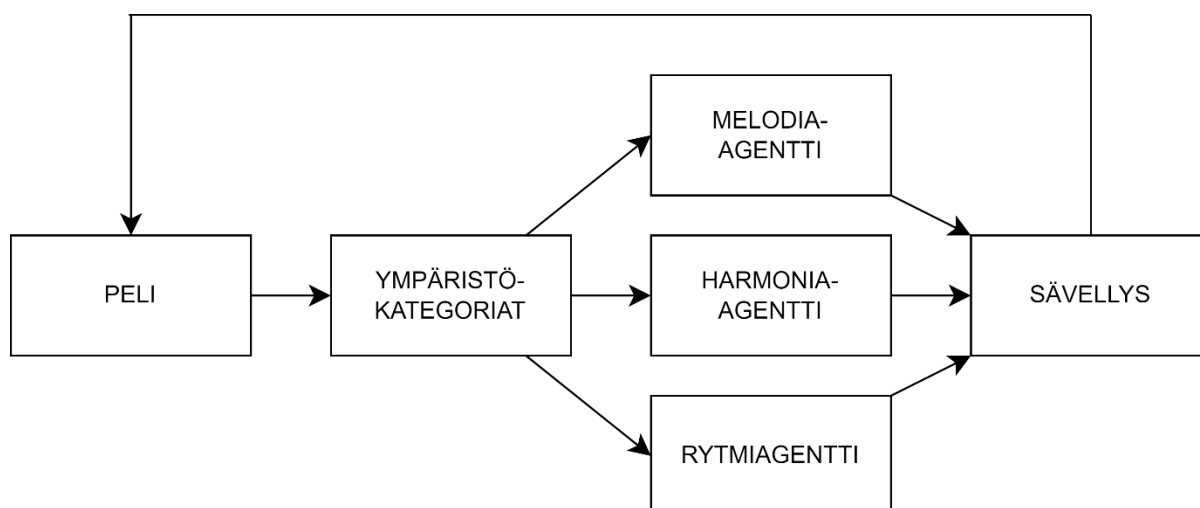 PELI
YMPÄRISTÖ-
KATEGORIAT
MELODIA-
AGENTTI
HARMONIA-
AGENTTI
RYTMIAGENTTI
SÄVELLYS